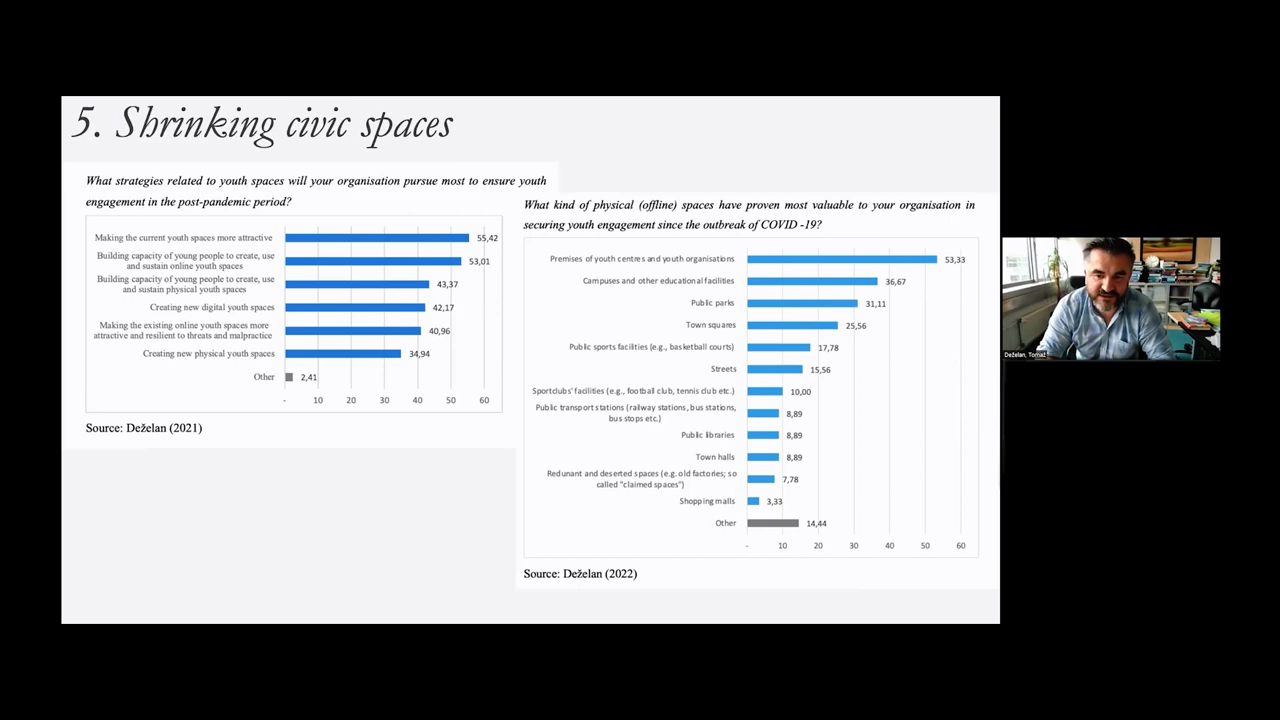 5. Shrinking civic spaces
What strategies related to youth spaces will your organisation pursue most to ensure youth
engagement in the post-pandemic period?
Making the current youth spaces more attractive
55,42
Building capacity of young people to create, use
and sustain online youth spaces
53,01
Building capacity of young people to create, use
and sustain physical youth spaces
43,37
Creating new digital youth spaces
42,17
Making the existing online youth spaces more
attractive and resilient to threats and malpractice
40,96
Creating new physical youth spaces
34,94
Other
2,41
- 10 20 30 40 50 60
Source: Deželan (2021)
What kind of physical (offline) spaces have proven most valuable to your organisation in
securing youth engagement since the outbreak of COVID -19?
Premises of youth centres and youth organisations
53,33
Campuses and other educational facilities
36,67
Public parks
31,11
Town squares
25,56
Public sports facilities (e.g., basketball courts)
17,78
Streets
15,56
Sportclubs' facilities (e.g., football club, tennis club etc.)
10,00
Public transport stations (railway stations, bus stations,
bus stops etc.)
8,89
Public libraries
8,89
Town halls
8,89
Redunant and deserted spaces (e.g. old factories; so
called "claimed spaces")
7,78
Shopping malls
3,33
Other
14,44
- 10 20 30 40 50 60
Source: Deželan (2022)
Deželan, Tomaž